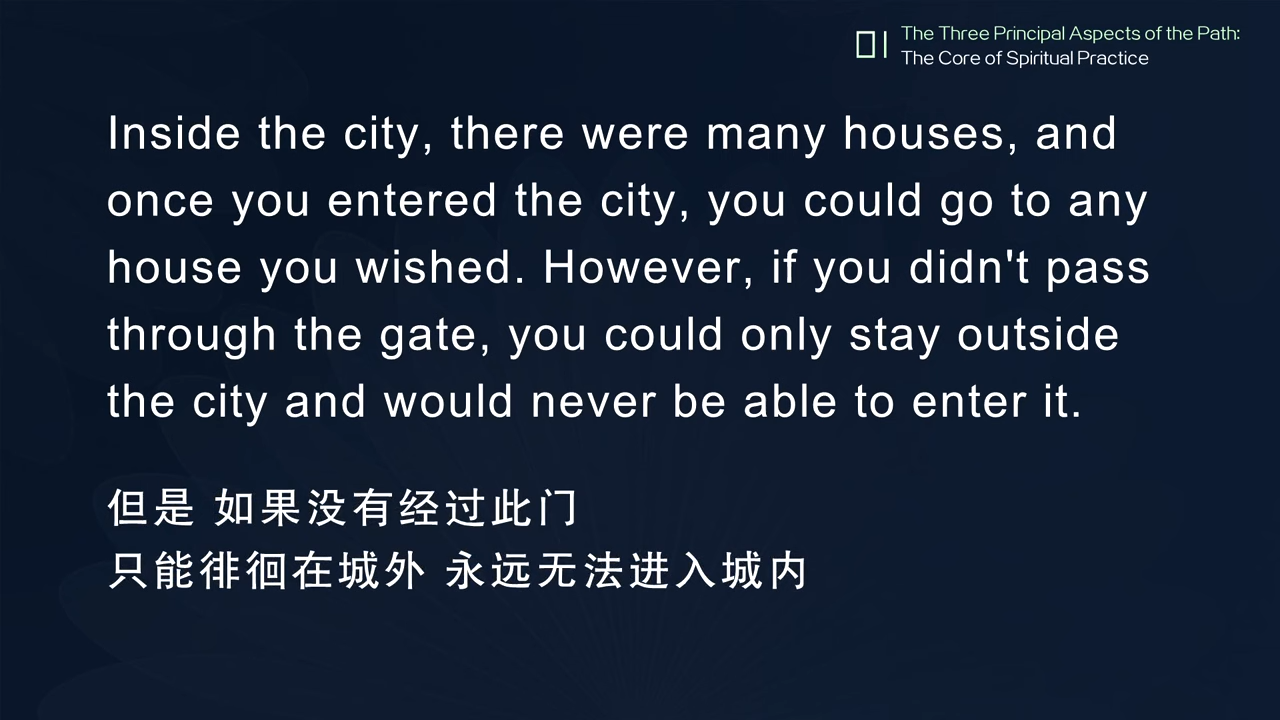 01
The Three Principal Aspects of the Path:
The Core of Spiritual Practice
Inside the city, there were many houses, and
once you entered the city, you could go to any
house you wished. However, if you didn't pass
through the gate, you could only stay outside
the city and would never be able to enter it.
但是 如果没有经过此门
只能徘徊在城外 永远无法进入城内